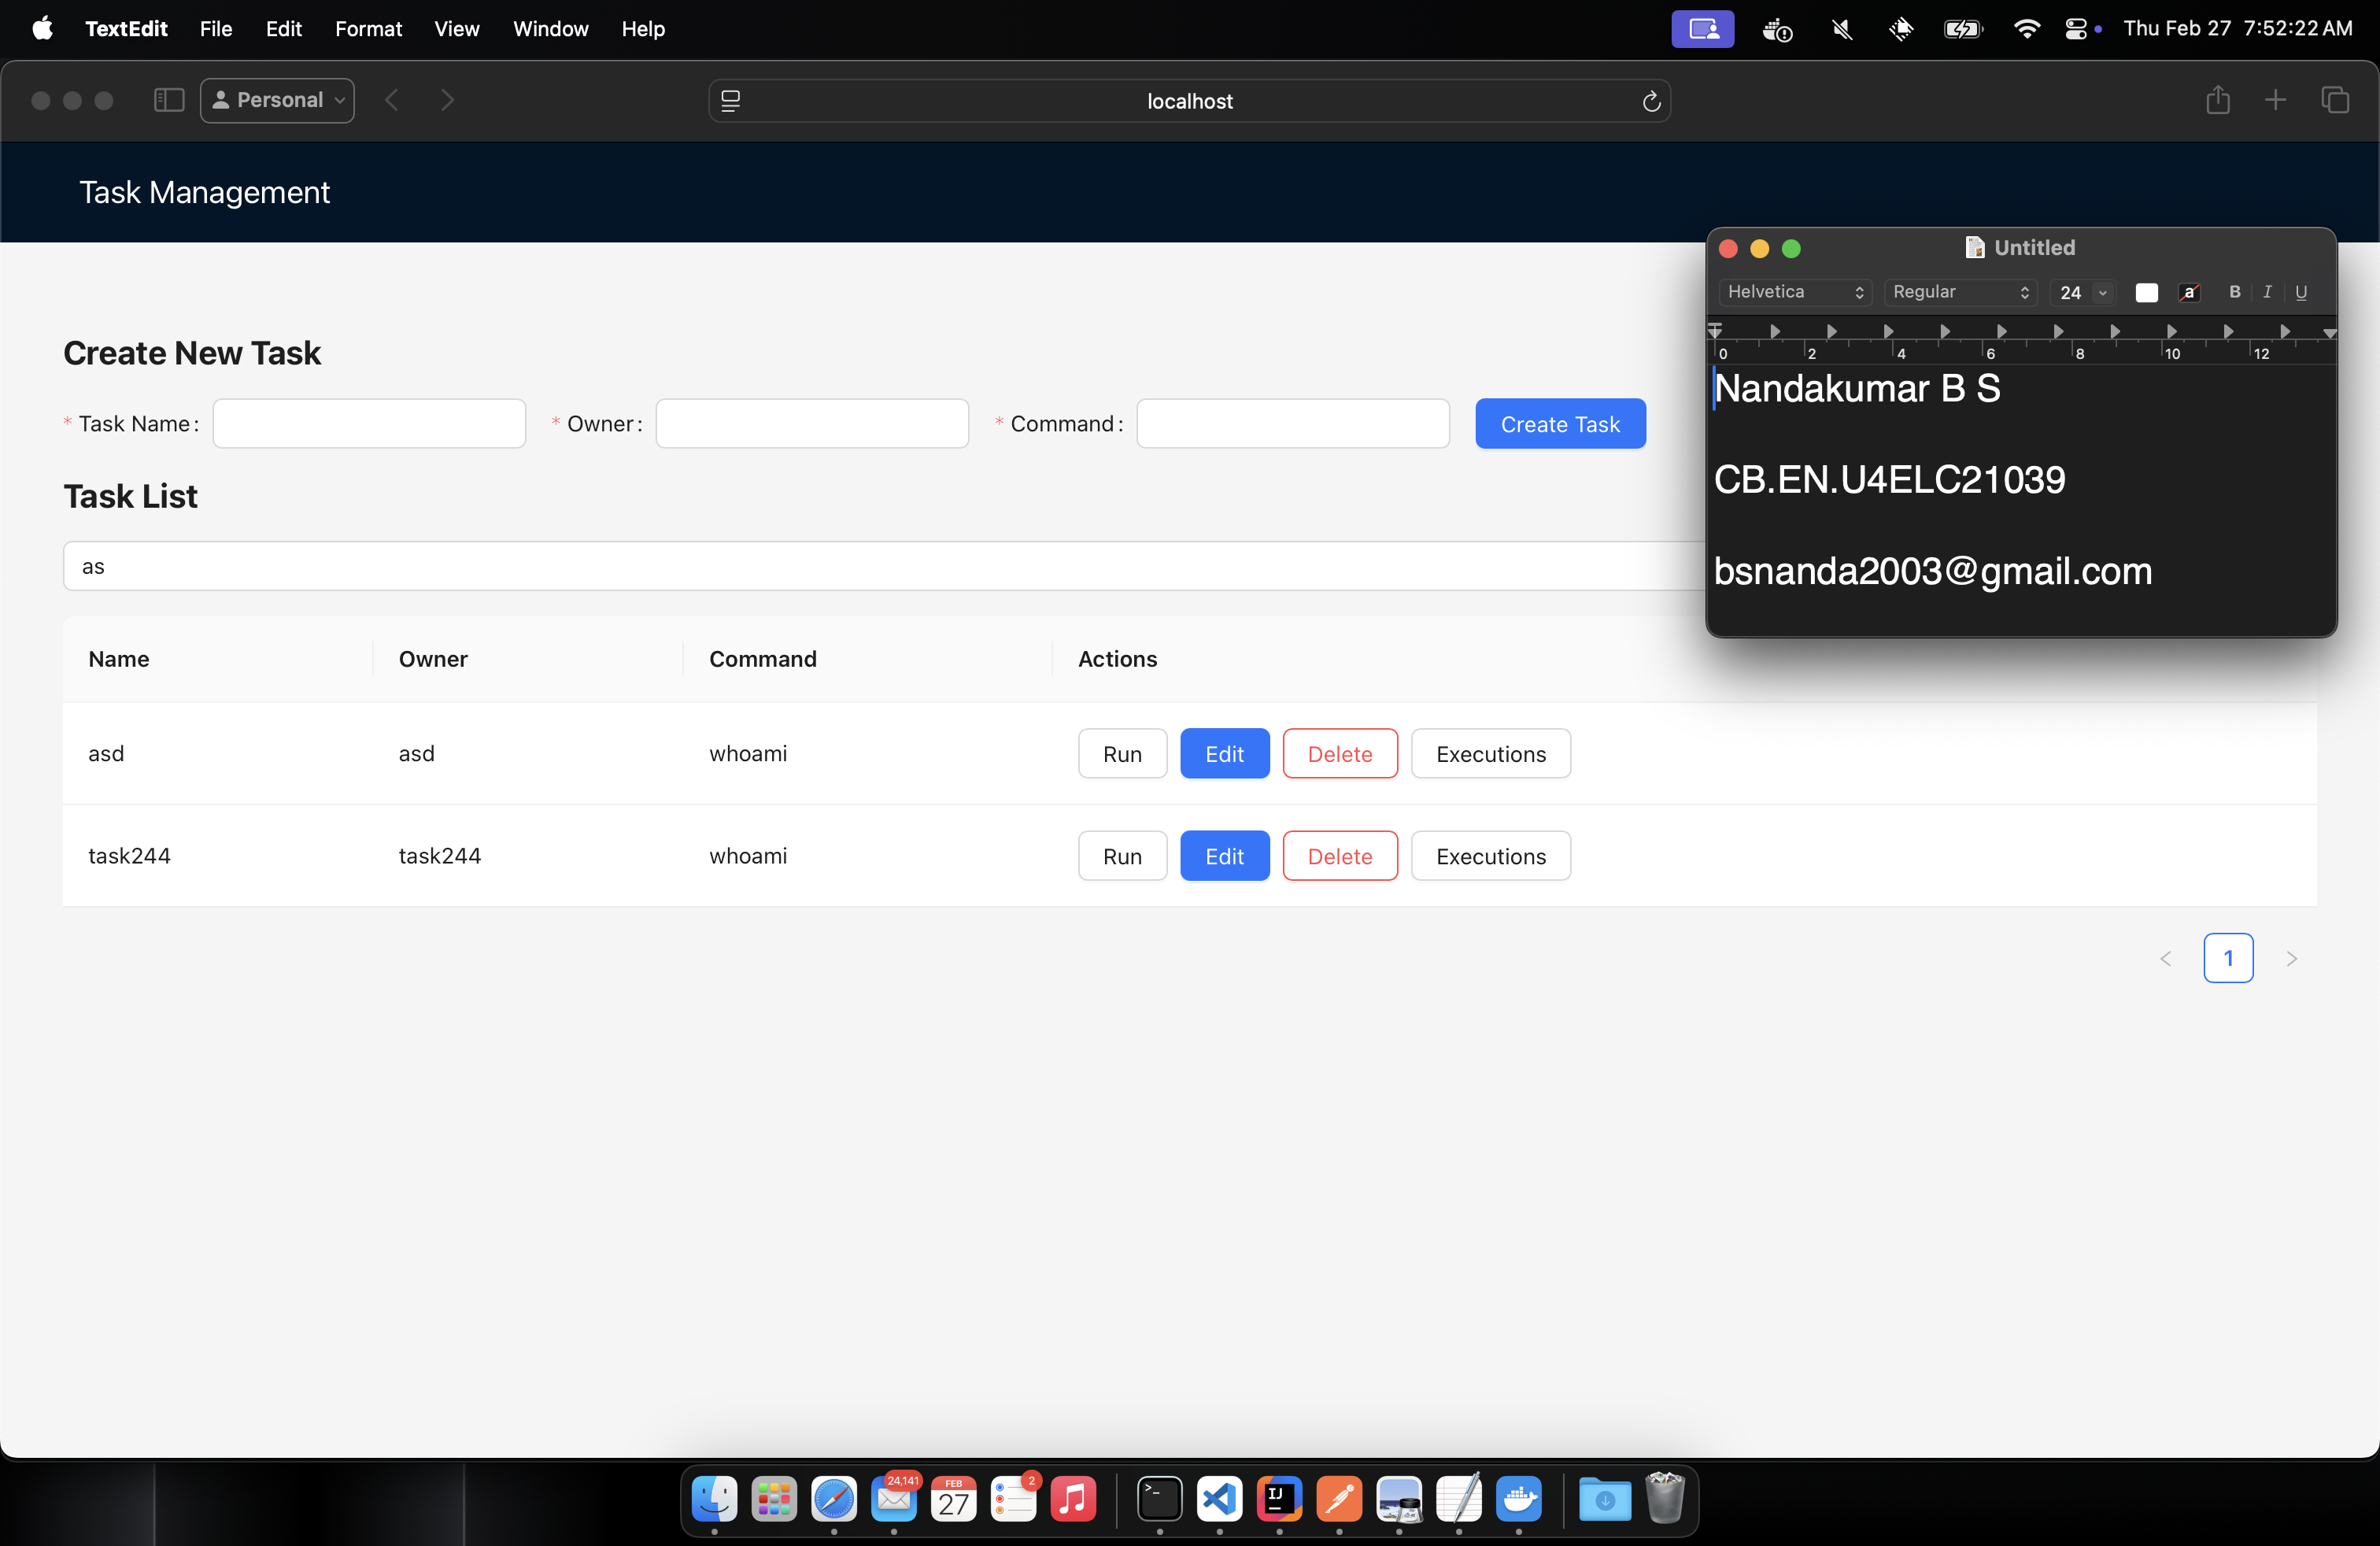 TextEdit File Edit Format View Window Help Thu Feb 27 7:52:22 AM
Personal localhost
Task Management
Untitled
Helvetica Regular 24 a B I U
0 2 4 6 8 10 12
Nandakumar B S
CB.EN.U4ELC21039
bsnanda2003@gmail.com
Create New Task
* Task Name: * Owner: * Command: Create Task
Task List
as
Name Owner Command Actions
asd asd whoami Run Edit Delete Executions
task244 task244 whoami Run Edit Delete Executions
< 1 >
24,141 FEB 27 2 >_ IJ